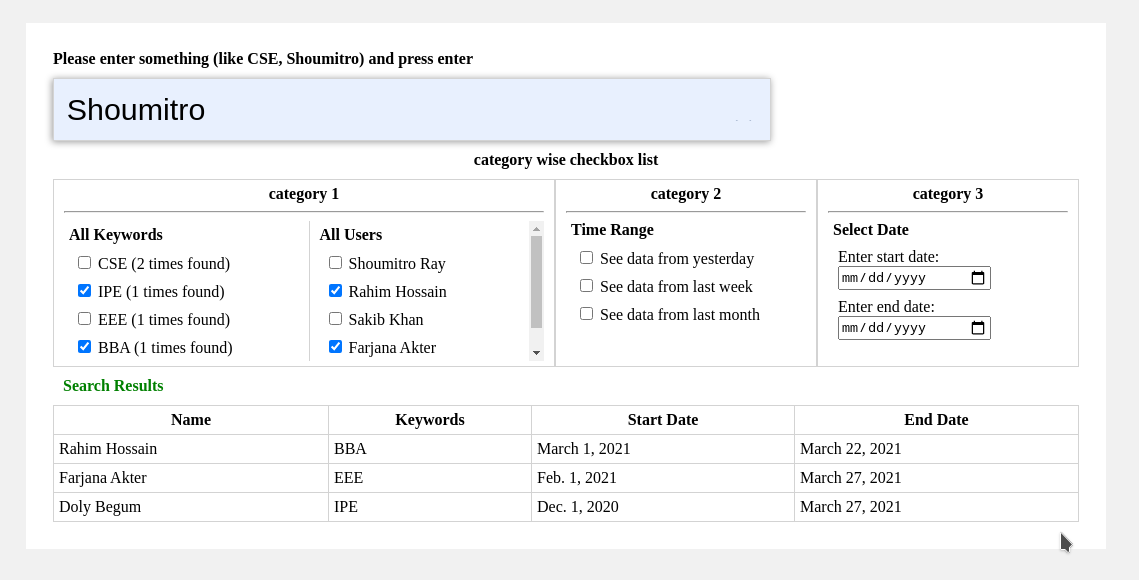 Please enter something (like CSE, Shoumitro) and press enter
Shoumitro
category wise checkbox list
category 1
All Keywords
CSE (2 times found)
IPE (1 times found)
EEE (1 times found)
BBA (1 times found)
All Users
Shoumitro Ray
Rahim Hossain
Sakib Khan
Farjana Akter
category 2
Time Range
See data from yesterday
See data from last week
See data from last month
category 3
Select Date
Enter start date:
mm/dd/yyyy
Enter end date:
mm/dd/yyyy
Search Results
Name Keywords Start Date End Date
Rahim Hossain BBA March 1, 2021 March 22, 2021
Farjana Akter EEE Feb. 1, 2021 March 27, 2021
Doly Begum IPE Dec. 1, 2020 March 27, 2021